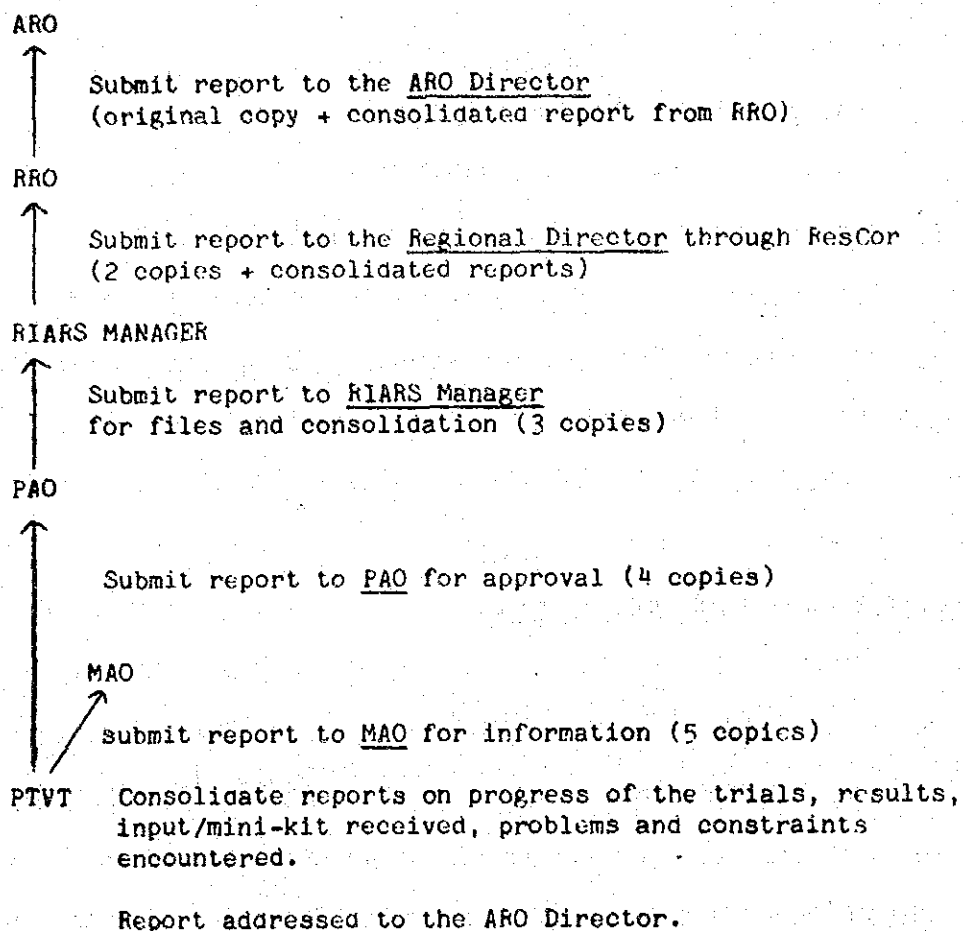 ARO
Submit report to the ARO Director
(original copy + consolidated report from RRO)
RRO
Submit report to the Regional Director through ResCor
(2 copies + consolidated reports)
RIARS MANAGER
Submit report to RIARS Manager
for files and consolidation (3 copies)
PAO
Submit report to PAO for approval (4 copies)
MAO
submit report to MAO for information (5 copies)
PTVT Consolidate reports on progress of the trials, results,
input/mini-kit received, problems and constraints
encountered.
Report addressed to the ARO Director.